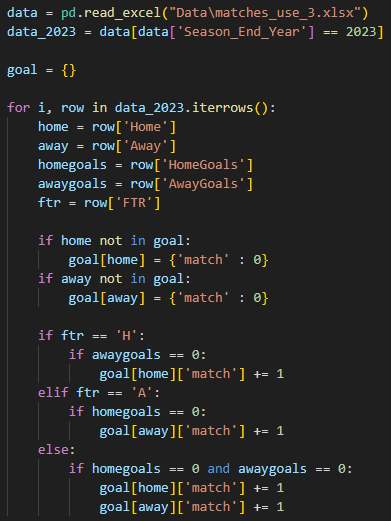 data = pd.read_excel("Data\matches_use_3.xlsx")
data_2023 = data[data['Season_End_Year'] == 2023]

goal = {}

for i, row in data_2023.iterrows():
    home = row['Home']
    away = row['Away']
    homegoals = row['HomeGoals']
    awaygoals = row['AwayGoals']
    ftr = row['FTR']

    if home not in goal:
        goal[home] = {'match' : 0}
    if away not in goal:
        goal[away] = {'match' : 0}

    if ftr == 'H':
        if awaygoals == 0:
            goal[home]['match'] += 1
    elif ftr == 'A':
        if homegoals == 0:
            goal[away]['match'] += 1
    else:
        if homegoals == 0 and awaygoals == 0:
            goal[home]['match'] += 1
            goal[away]['match'] += 1